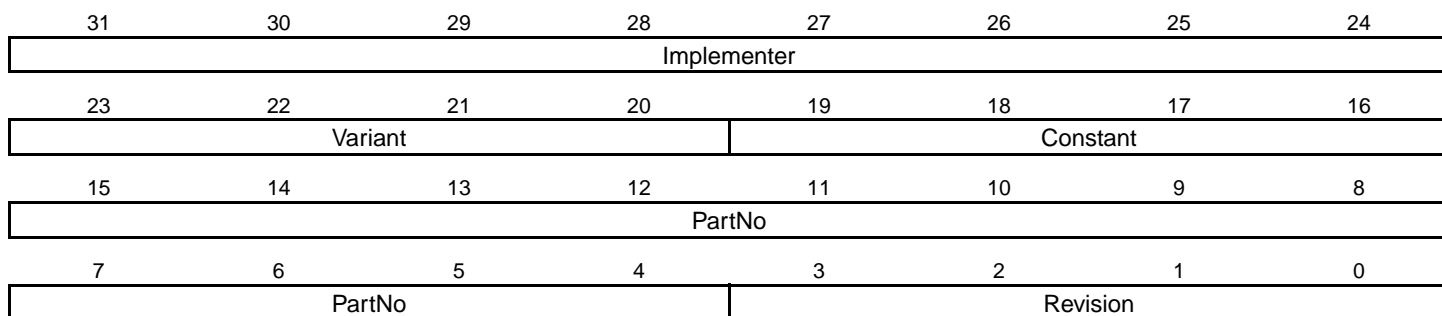 31 30 29 28 27 26 25 24
Implementer
23 22 21 20 19 18 17 16
Variant Constant
15 14 13 12 11 10 9 8
PartNo
7 6 5 4 3 2 1 0
PartNo Revision